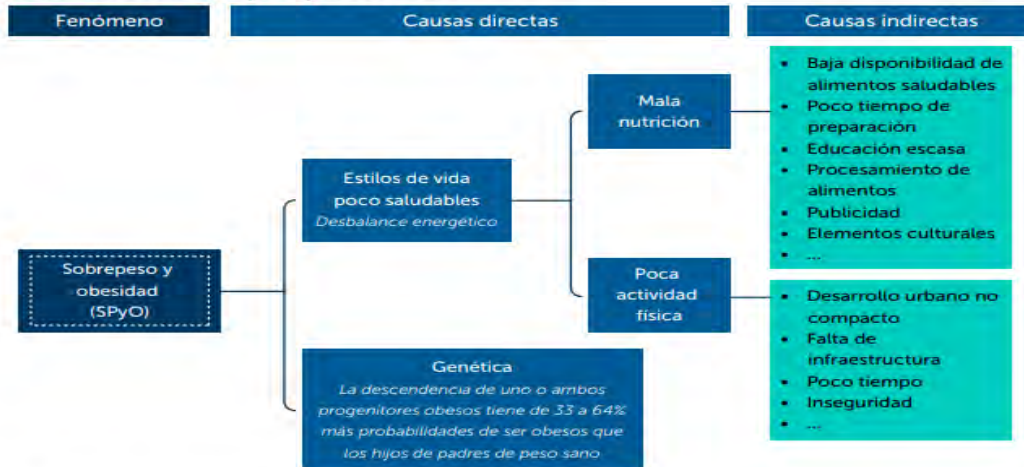 Fenómeno
Causas directas
Causas indirectas
Sobrepeso y
obesidad
(SPyO)
Estilos de vida
poco saludables
Desbalance energético
Genética
La descendencia de uno o ambos
progenitores obesos tiene de 33 a 64%
más probabilidades de ser obesos que
los hijos de padres de peso sano
Mala
nutrición
Poca
actividad
física
• Baja disponibilidad de
alimentos saludables
• Poco tiempo de
preparación
• Educación escasa
• Procesamiento de
alimentos
• Publicidad
• Elementos culturales
• ...
• Desarrollo urbano no
compacto
• Falta de
infraestructura
• Poco tiempo
• Inseguridad
• ...